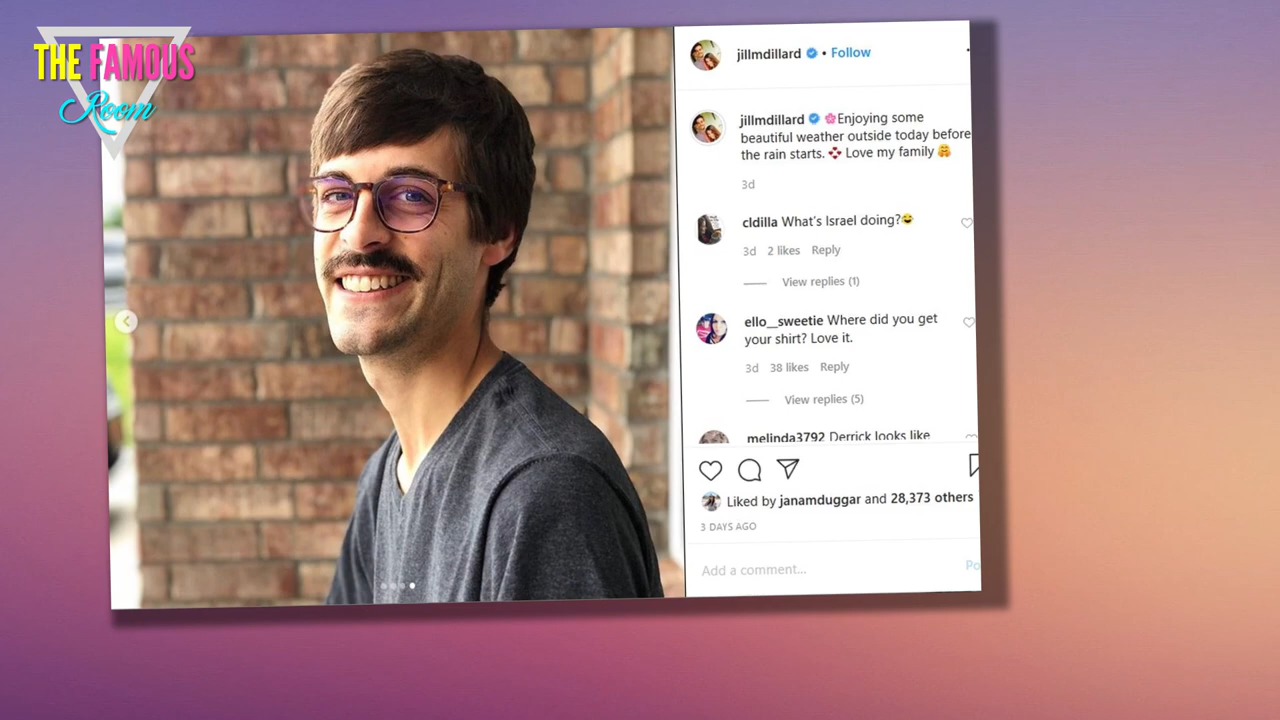 THE FAMOUS
Room
jillmdillard • Follow
jillmdillard 🌸Enjoying some
beautiful weather outside today before
the rain starts. 💞 Love my family 🤗
3d
cldilla What's Israel doing?😂
3d 2 likes Reply
View replies (1)
ello__sweetie Where did you get
your shirt? Love it.
3d 38 likes Reply
View replies (5)
melinda3792 Derrick looks like
Liked by janamduggar and 28,373 others
3 DAYS AGO
Add a comment... Po